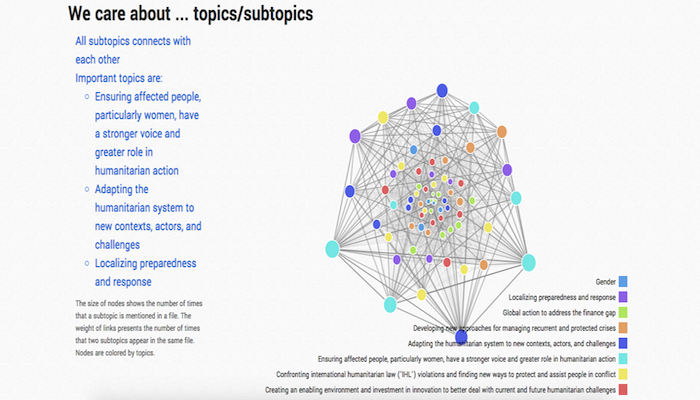 We care about ... topics/subtopics
All subtopics connects with
each other
Important topics are:
Ensuring affected people,
particularly women, have
a stronger voice and
greater role in
humanitarian action
Adapting the
humanitarian system to
new contexts, actors, and
challenges
Localizing preparedness
and response
The size of nodes shows the number of times
that a subtopic is mentioned in a file. The
weight of links presents the number of times
that two subtopics appear in the same file.
Nodes are colored by topics.
Gender
Localizing preparedness and response
Global action to address the finance gap
Developing new approaches for managing recurrent and protracted crises
Adapting the humanitarian system to new contexts, actors, and challenges
Ensuring affected people, particularly women, have a stronger voice and greater role in humanitarian action
Confronting international humanitarian law ("IHL") violations and finding new ways to protect and assist people in conflict
Creating an enabling environment and investment in innovation to better deal with current and future humanitarian challenges